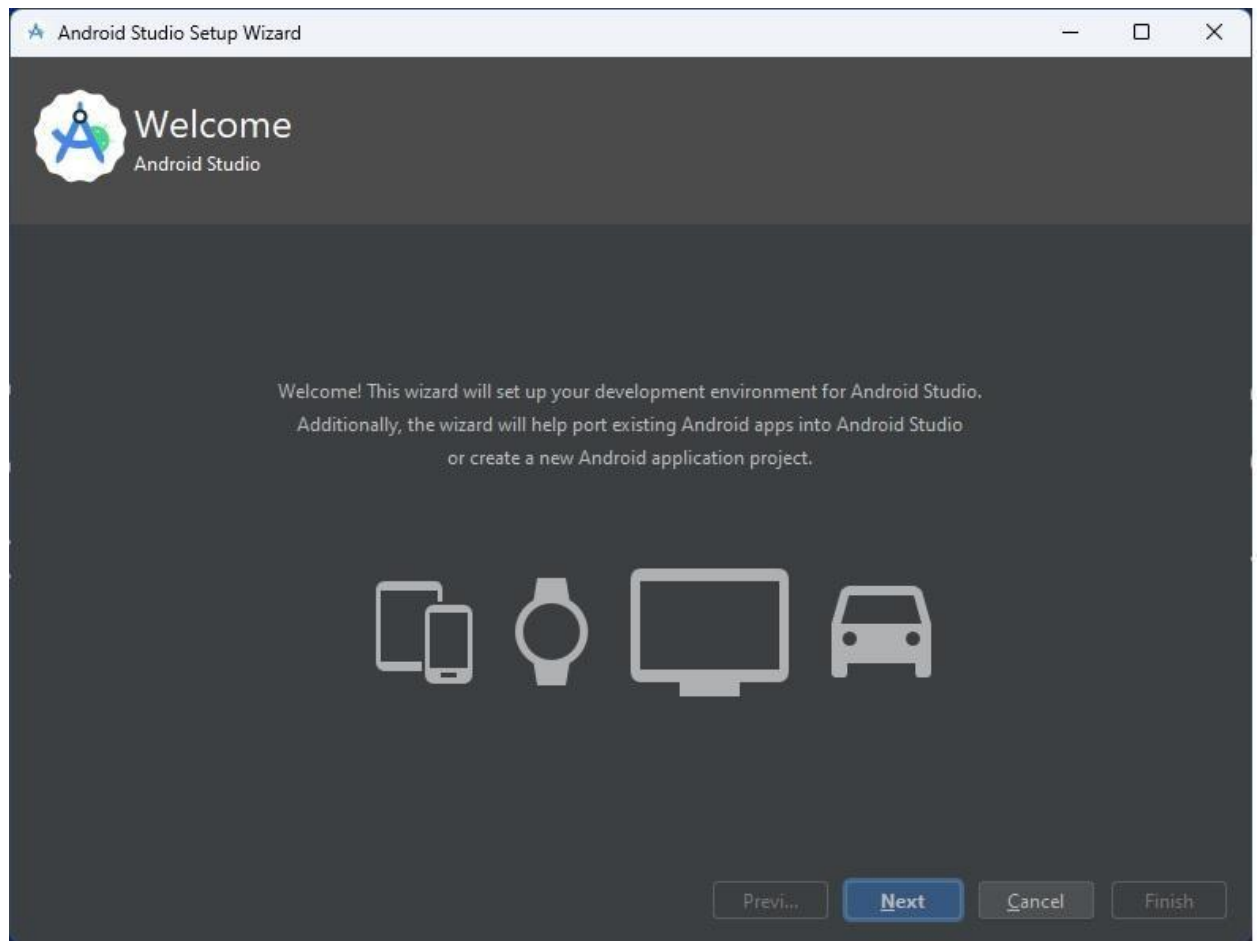 Android Studio Setup Wizard
Welcome
Android Studio
Welcome! This wizard will set up your development environment for Android Studio.
Additionally, the wizard will help port existing Android apps into Android Studio
or create a new Android application project.
Previ... Next Cancel Finish